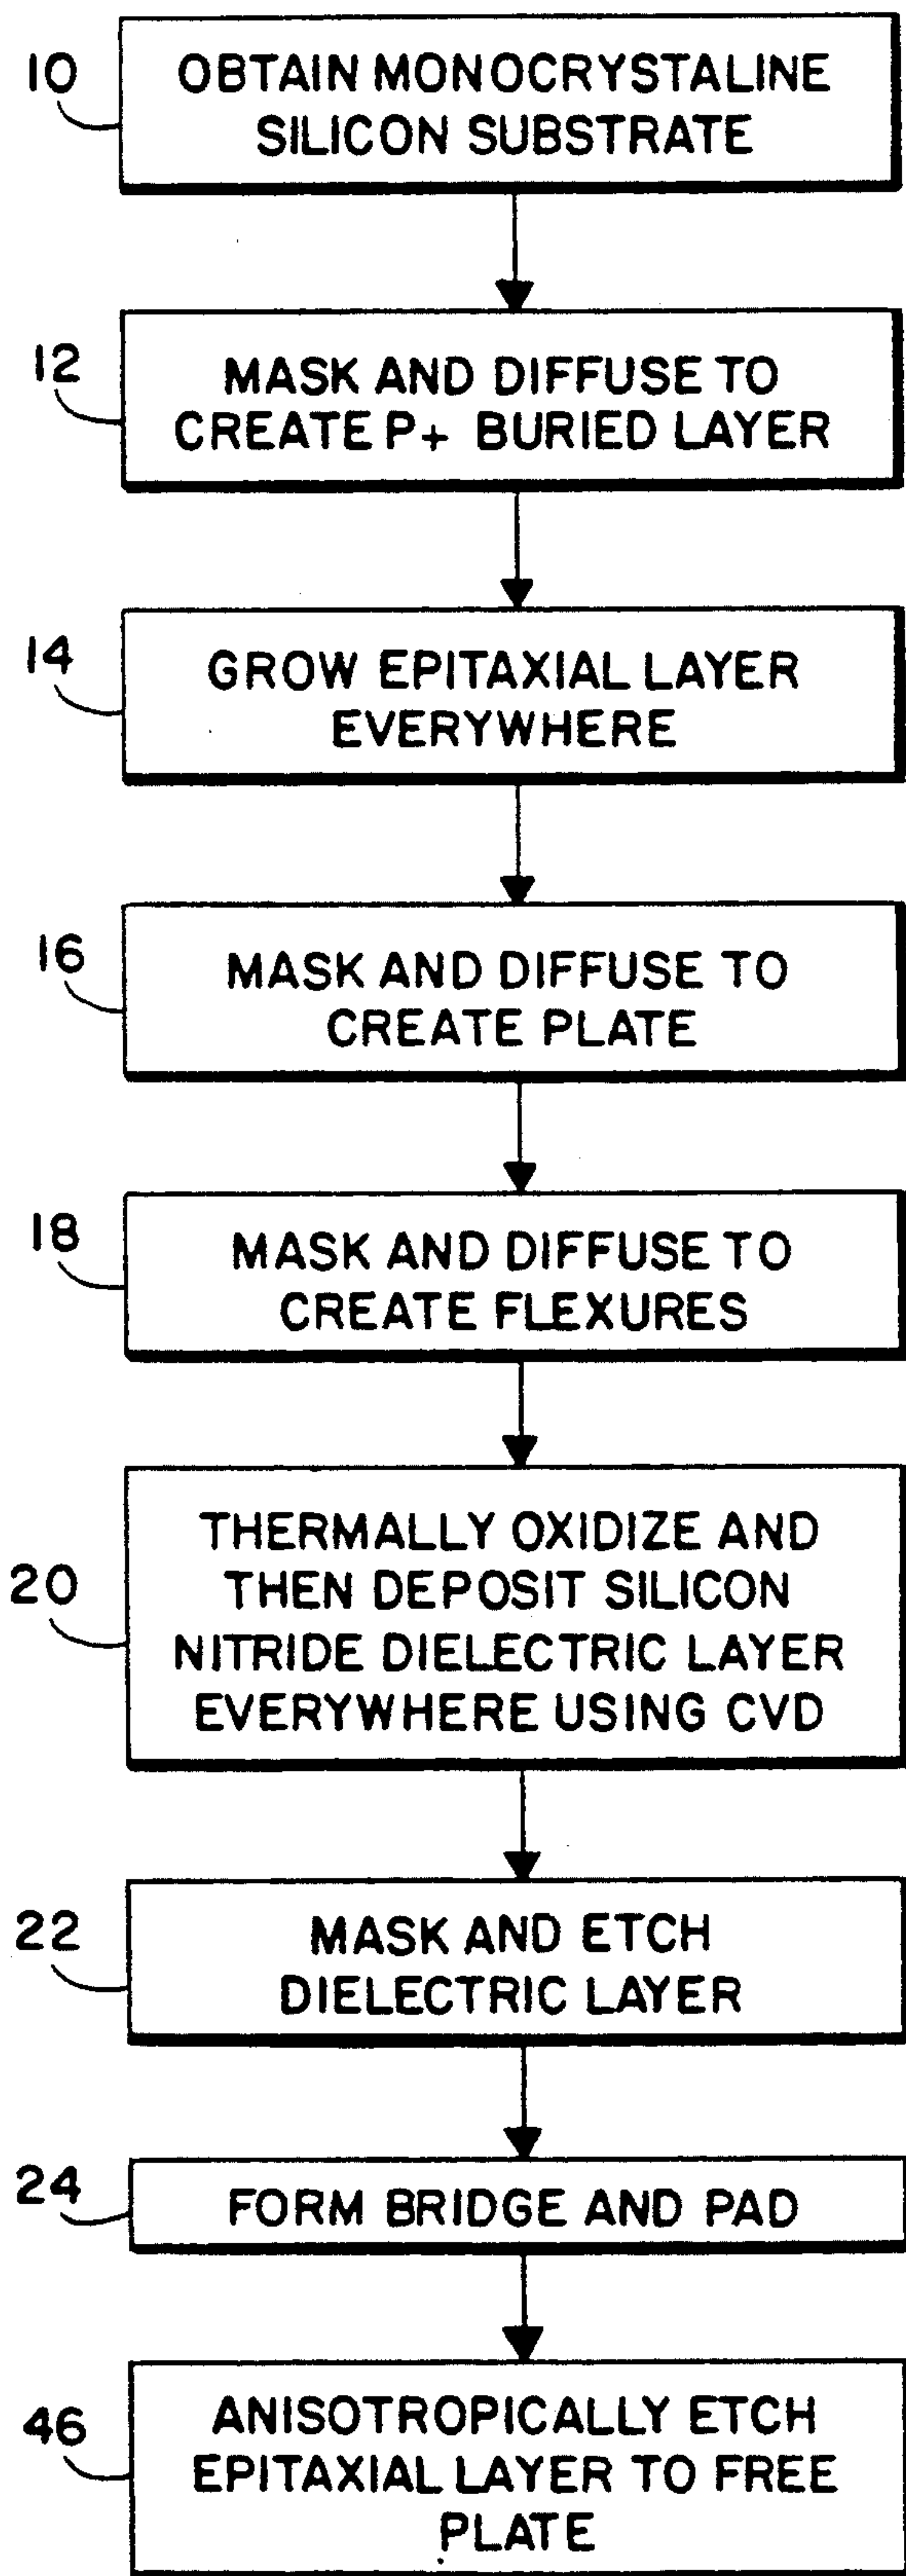 10
OBTAIN MONOCRYSTALINE
SILICON SUBSTRATE
12
MASK AND DIFFUSE TO
CREATE P+ BURIED LAYER
14
GROW EPITAXIAL LAYER
EVERYWHERE
16
MASK AND DIFFUSE TO
CREATE PLATE
18
MASK AND DIFFUSE TO
CREATE FLEXURES
20
THERMALLY OXIDIZE AND
THEN DEPOSIT SILICON
NITRIDE DIELECTRIC LAYER
EVERYWHERE USING CVD
22
MASK AND ETCH
DIELECTRIC LAYER
24
FORM BRIDGE AND PAD
46
ANISOTROPICALLY ETCH
EPITAXIAL LAYER TO FREE
PLATE